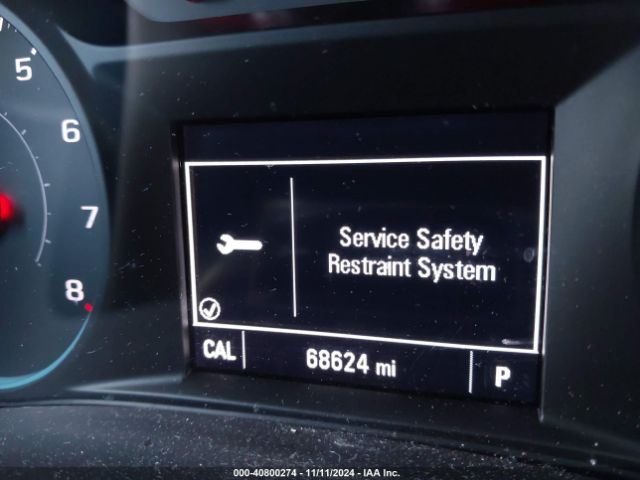 5
6
7
8
Service Safety
Restraint System
CAL 68624 mi P
000-40800274 - 11/11/2024 - IAA Inc.